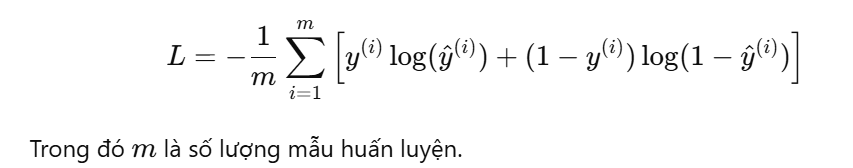 L = -\frac{1}{m} \sum_{i=1}^{m} \left[ y^{(i)} \log(\hat{y}^{(i)}) + (1 - y^{(i)}) \log(1 - \hat{y}^{(i)}) \right]
Trong đó m là số lượng mẫu huấn luyện.